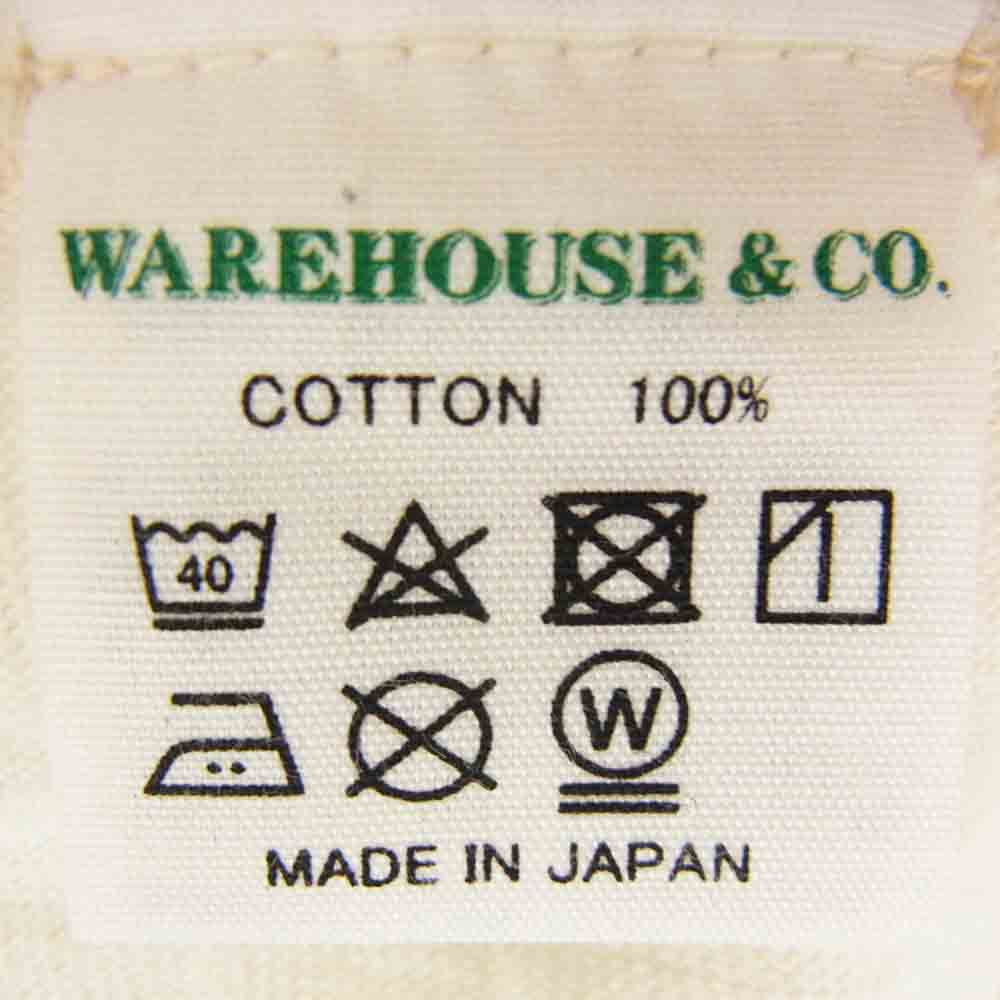 WAREHOUSE & CO.
COTTON 100%
40
W
MADE IN JAPAN